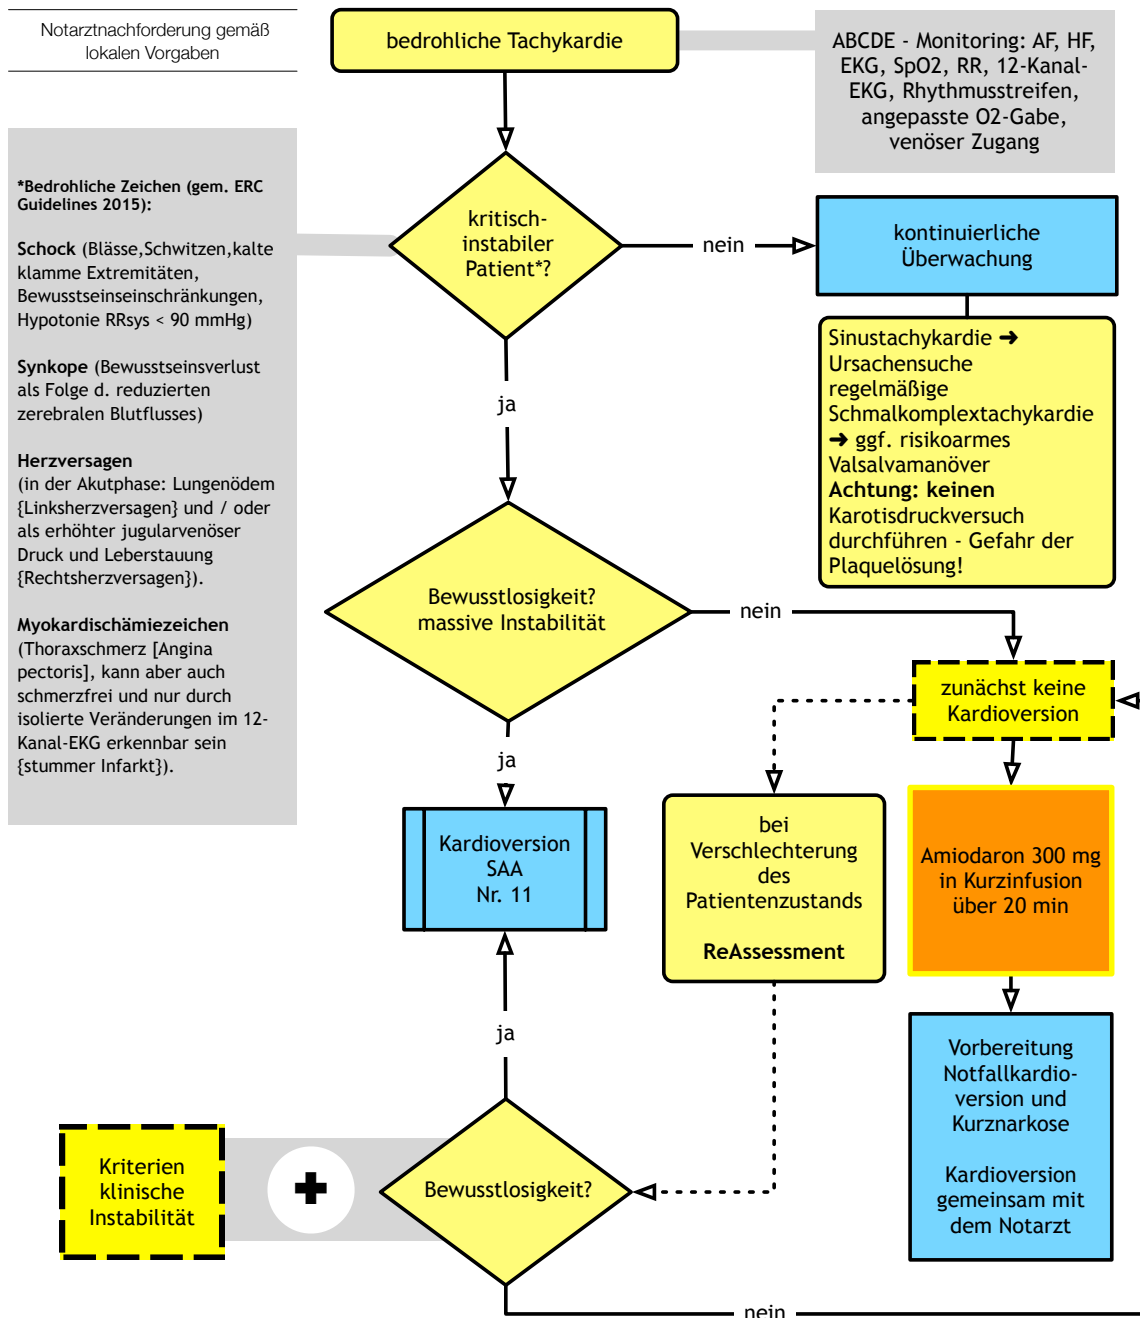 Notarztnachforderung gemäß
lokalen Vorgaben
bedrohliche Tachykardie
ABCDE - Monitoring: AF, HF,
EKG, SpO2, RR, 12-Kanal-
EKG, Rhythmusstreifen,
angepasste O2-Gabe,
venöser Zugang
*Bedrohliche Zeichen (gem. ERC
Guidelines 2015):
Schock (Blässe,Schwitzen,kalte
klamme Extremitäten,
Bewusstseinseinschränkungen,
Hypotonie RRsys < 90 mmHg)
Synkope (Bewusstseinsverlust
als Folge d. reduzierten
zerebralen Blutflusses)
Herzversagen
(in der Akutphase: Lungenödem
{Linksherzversagen} und / oder
als erhöhter jugularvenöser
Druck und Leberstauung
{Rechtsherzversagen}).
Myokardischämiezeichen
(Thoraxschmerz [Angina
pectoris], kann aber auch
schmerzfrei und nur durch
isolierte Veränderungen im 12-
Kanal-EKG erkennbar sein
{stummer Infarkt}).
kritisch-
instabiler
Patient*?
nein
kontinuierliche
Überwachung
Sinustachykardie ➜
Ursachensuche
regelmäßige
Schmalkomplextachykardie
➜ ggf. risikoarmes
Valsalvamanöver
Achtung: keinen
Karotisdruckversuch
durchführen - Gefahr der
Plaquelösung!
ja
Bewusstlosigkeit?
massive Instabilität
nein
zunächst keine
Kardioversion
ja
Kardioversion
SAA
Nr. 11
bei
Verschlechterung
des
Patientenzustands
ReAssessment
Amiodaron 300 mg
in Kurzinfusion
über 20 min
ja
Vorbereitung
Notfallkardio-
version und
Kurznarkose
Kardioversion
gemeinsam mit
dem Notarzt
Kriterien
klinische
Instabilität
+
Bewusstlosigkeit?
nein